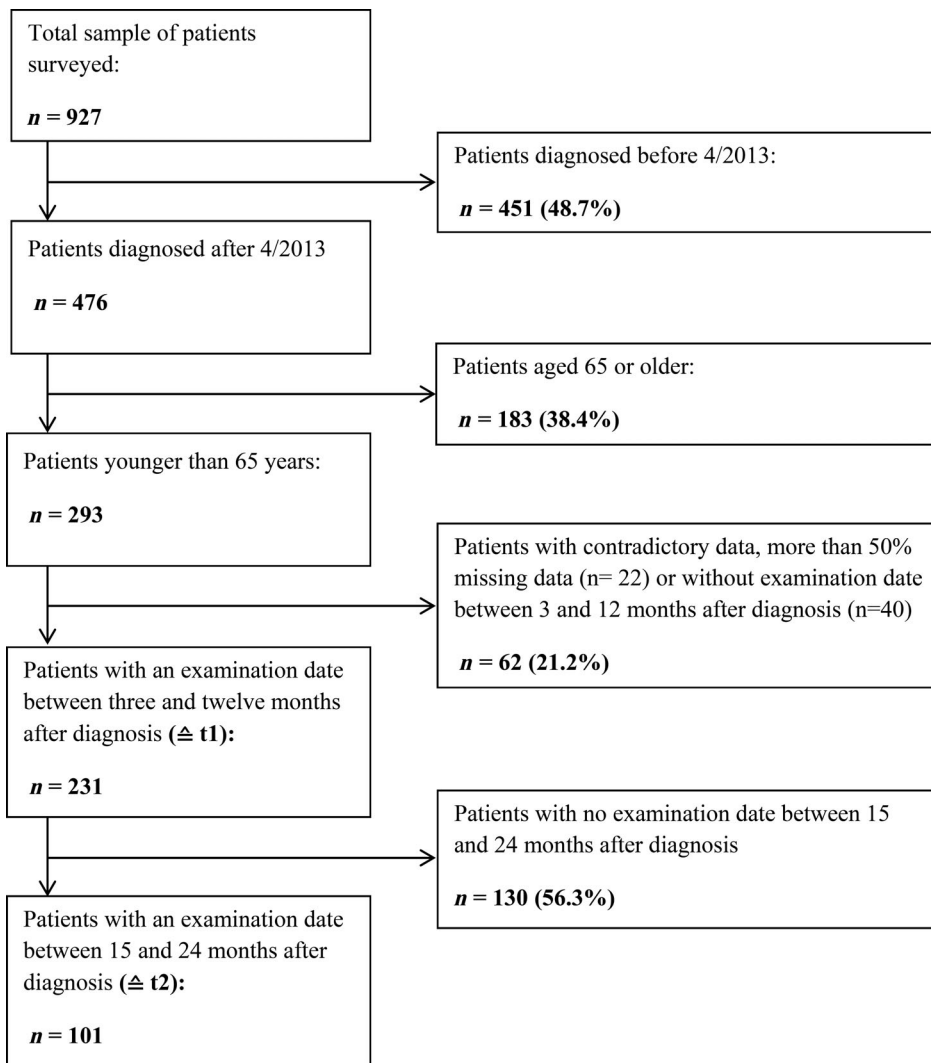 Total sample of patients
surveyed:
n = 927
Patients diagnosed before 4/2013:
n = 451 (48.7%)
Patients diagnosed after 4/2013
n = 476
Patients aged 65 or older:
n = 183 (38.4%)
Patients younger than 65 years:
n = 293
Patients with contradictory data, more than 50%
missing data (n= 22) or without examination date
between 3 and 12 months after diagnosis (n=40)
n = 62 (21.2%)
Patients with an examination date
between three and twelve months
after diagnosis (≙ t1):
n = 231
Patients with no examination date between 15
and 24 months after diagnosis
n = 130 (56.3%)
Patients with an examination date
between 15 and 24 months after
diagnosis (≙ t2):
n = 101